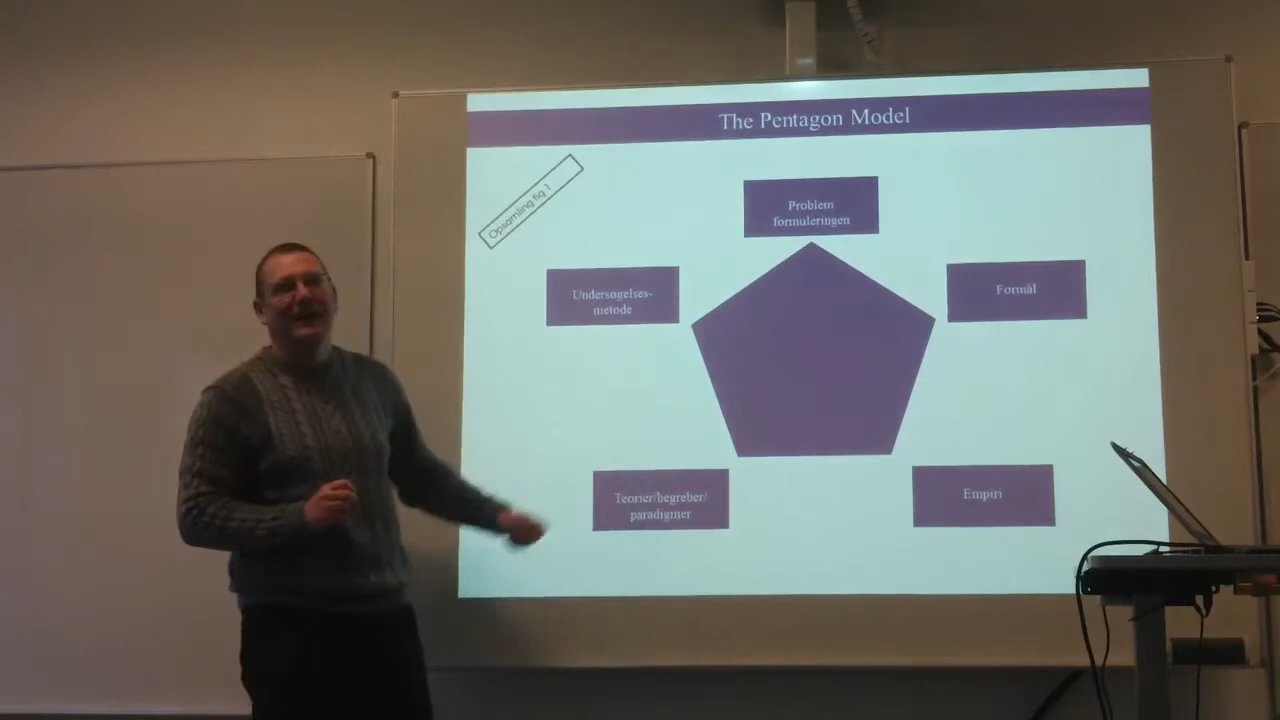 The Pentagon Model
Opsamling fig 1
Problem
formuleringen
Undersøgelses-
metode
Formål
Teorier/begreber/
paradigmer
Empiri